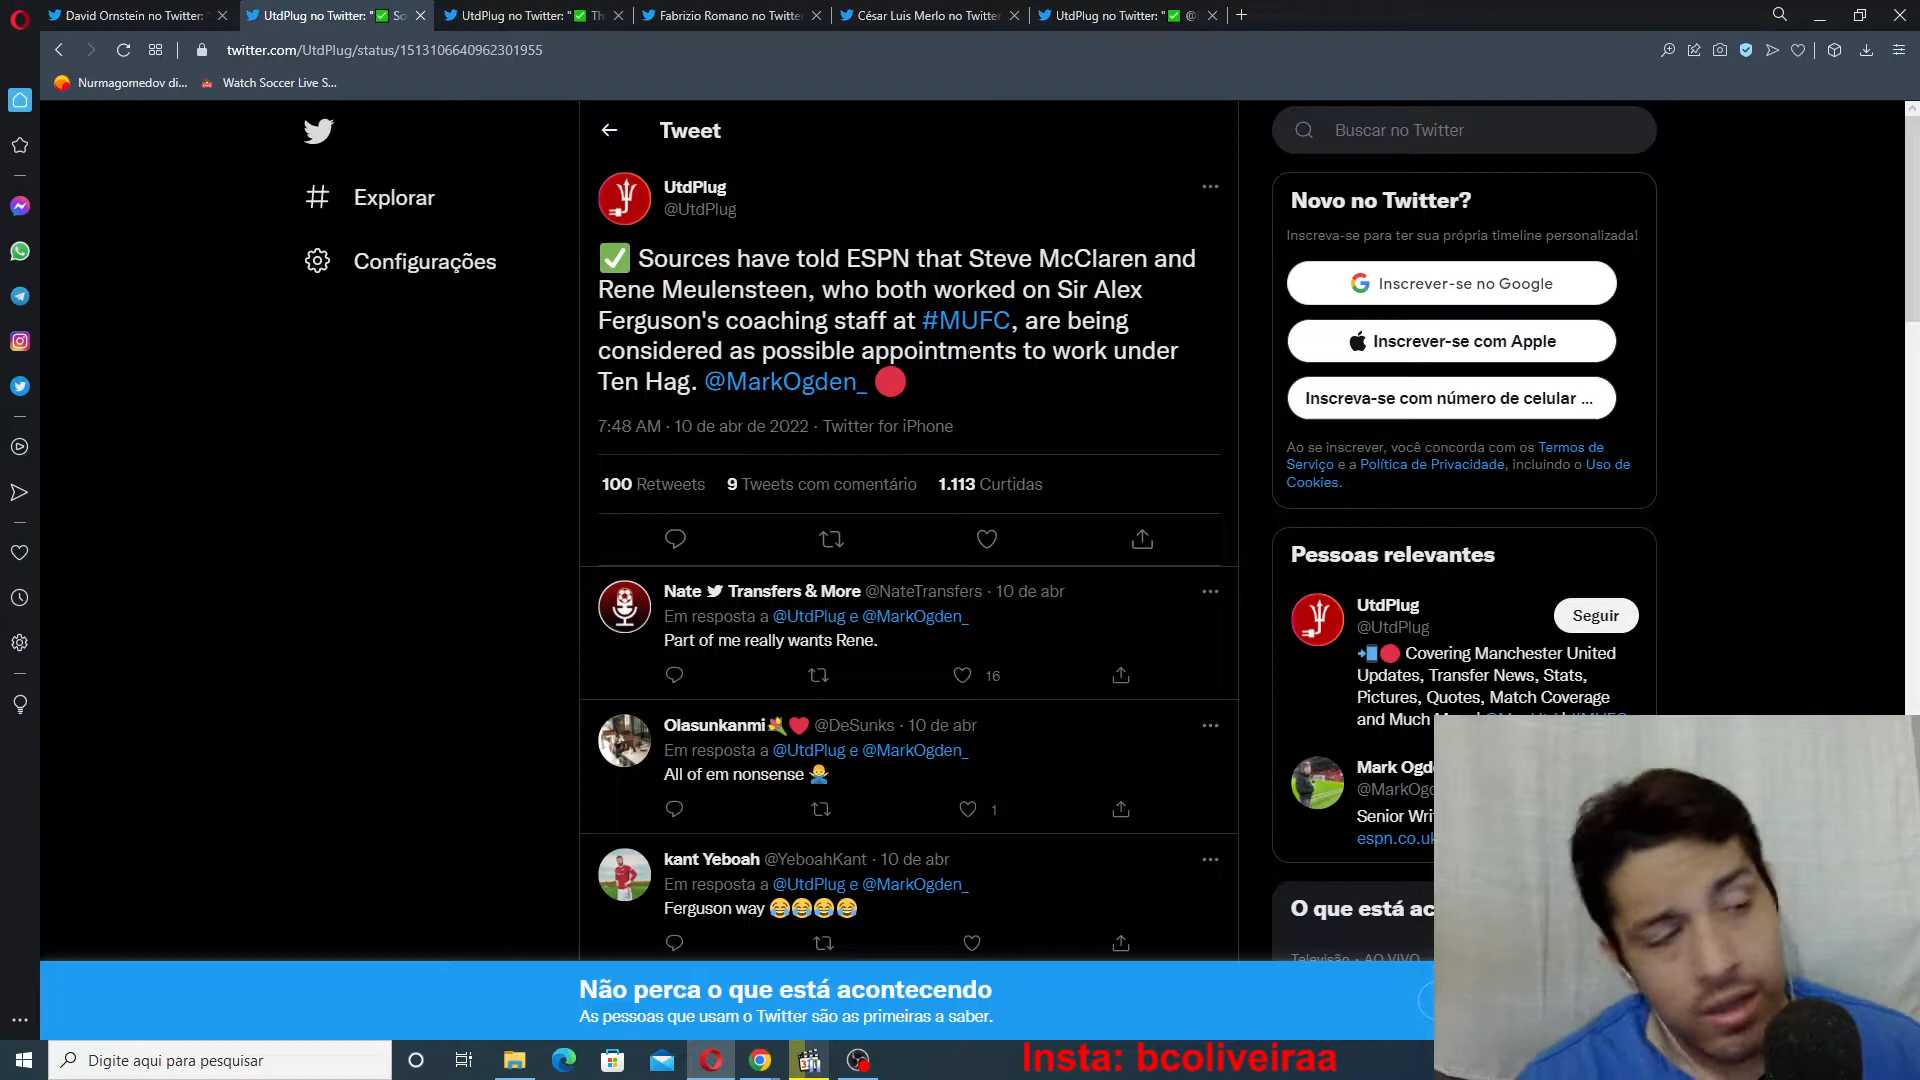 David Ornstein no Twitter:
UtdPlug no Twitter: "✅ So
UtdPlug no Twitter: "✅ Th
Fabrizio Romano no Twitter
César Luis Merlo no Twitter
UtdPlug no Twitter: "✅ @
twitter.com/UtdPlug/status/1513106640962301955
Nurmagomedov di...
Watch Soccer Live S...
Explorar
Configurações
Tweet
UtdPlug
@UtdPlug
✅ Sources have told ESPN that Steve McClaren and
Rene Meulensteen, who both worked on Sir Alex
Ferguson's coaching staff at #MUFC, are being
considered as possible appointments to work under
Ten Hag. @MarkOgden_ 🔴
7:48 AM · 10 de abr de 2022 · Twitter for iPhone
100 Retweets 9 Tweets com comentário 1.113 Curtidas
Nate Transfers & More @NateTransfers · 10 de abr
Em resposta a @UtdPlug e @MarkOgden_
Part of me really wants Rene.
16
Olasunkanmi💐❤️ @DeSunks · 10 de abr
Em resposta a @UtdPlug e @MarkOgden_
All of em nonsense 🙅‍♂️
1
kant Yeboah @YeboahKant · 10 de abr
Em resposta a @UtdPlug e @MarkOgden_
Ferguson way 😂😂😂😂
Buscar no Twitter
Novo no Twitter?
Inscreva-se para ter sua própria timeline personalizada!
Inscrever-se no Google
Inscrever-se com Apple
Inscreva-se com número de celular ...
Ao se inscrever, você concorda com os Termos de
Serviço e a Política de Privacidade, incluindo o Uso de
Cookies.
Pessoas relevantes
UtdPlug
@UtdPlug
Seguir
📲🔴 Covering Manchester United
Updates, Transfer News, Stats,
Pictures, Quotes, Match Coverage
and Much
Mark Ogd
@MarkOg
Senior Wri
espn.co.uk
O que está ac
Televisão · AO VIVO
Não perca o que está acontecendo
As pessoas que usam o Twitter são as primeiras a saber.
Digite aqui para pesquisar
Insta: bcoliveiraa